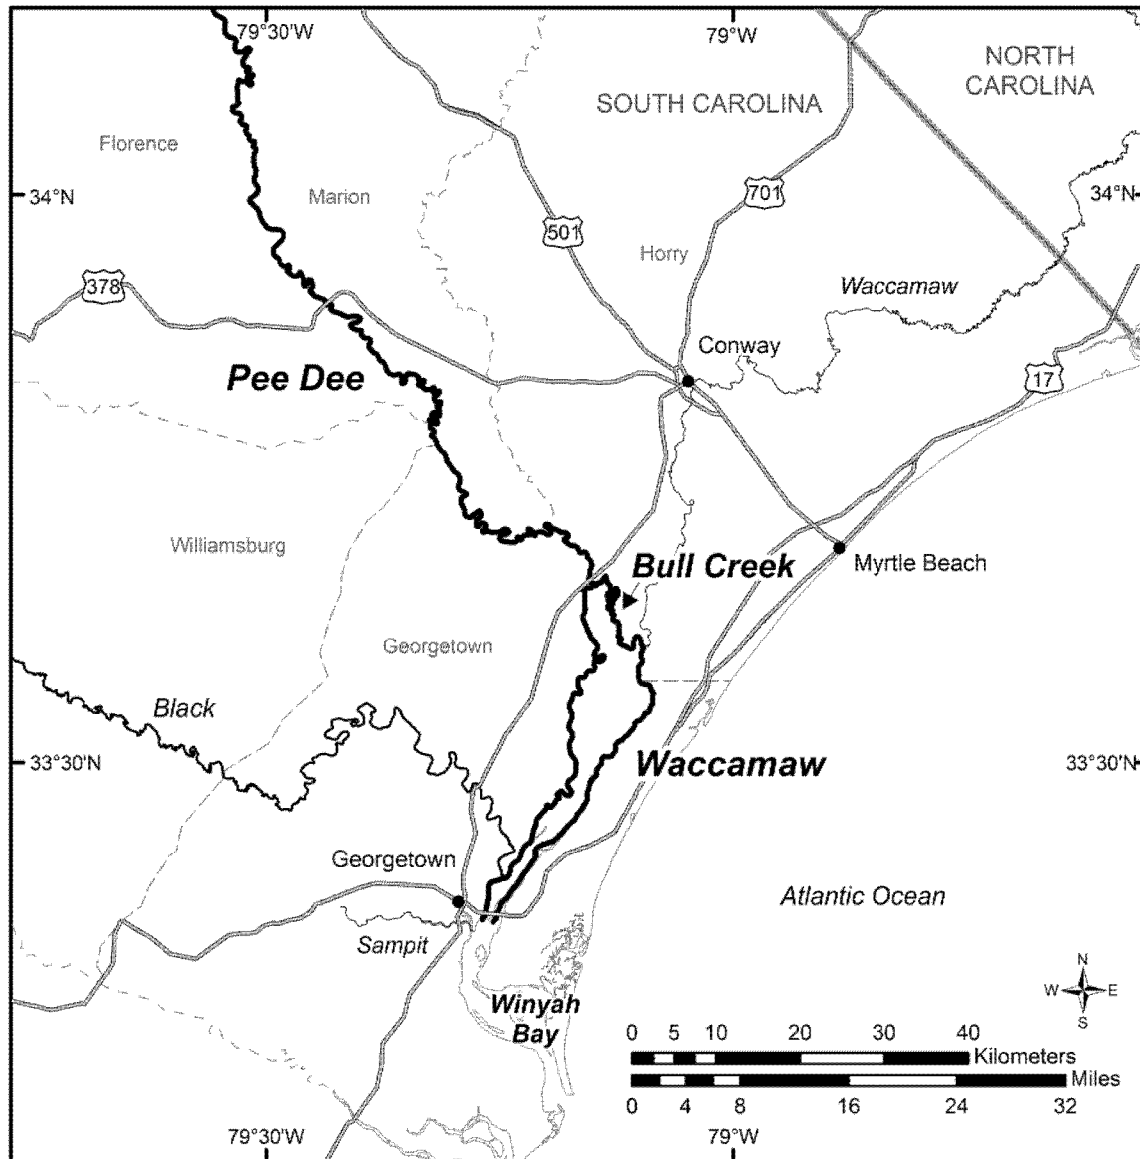 79°30'W
79°W
NORTH
CAROLINA
SOUTH CAROLINA
Florence
34°N
Marion
701
34°N
501
Horry
378
Waccamaw
Conway
Pee Dee
17
Williamsburg
Bull Creek
Myrtle Beach
Georgetown
Black
33°30'N
Waccamaw
33°30'N
Georgetown
Atlantic Ocean
Sampit
N
W E
S
Winyah
Bay
0 5 10 20 30 40
Kilometers
Miles
0 4 8 16 24 32
79°30'W
79°W